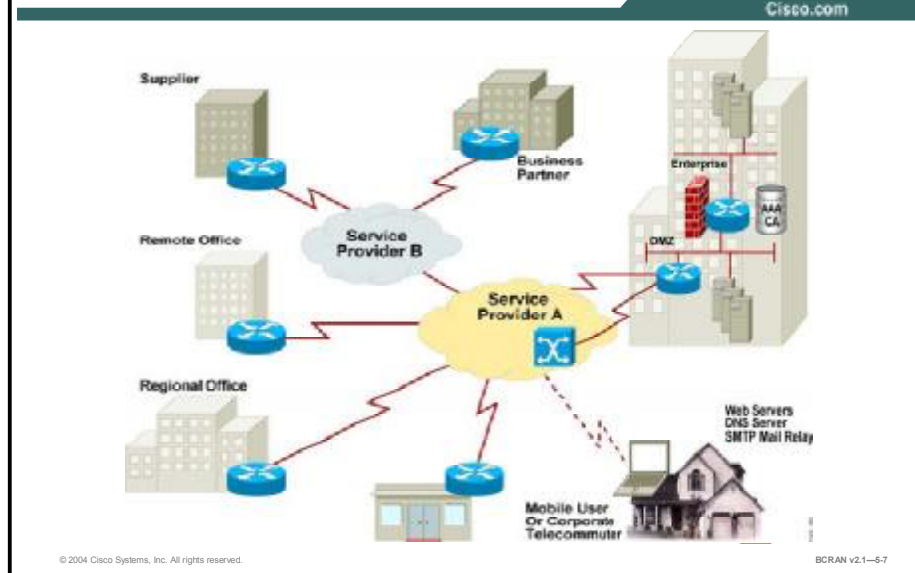 Cisco.com
Supplier
Business
Partner
Enterprise
AAA
CA
DMZ
Service
Provider B
Remote Office
Service
Provider A
Regional Office
Web Servers
DNS Server
SMTP Mail Relay
Mobile User
Or Corporate
Telecommuter
© 2004 Cisco Systems, Inc. All rights reserved.
BCRAN v2.1—5-7